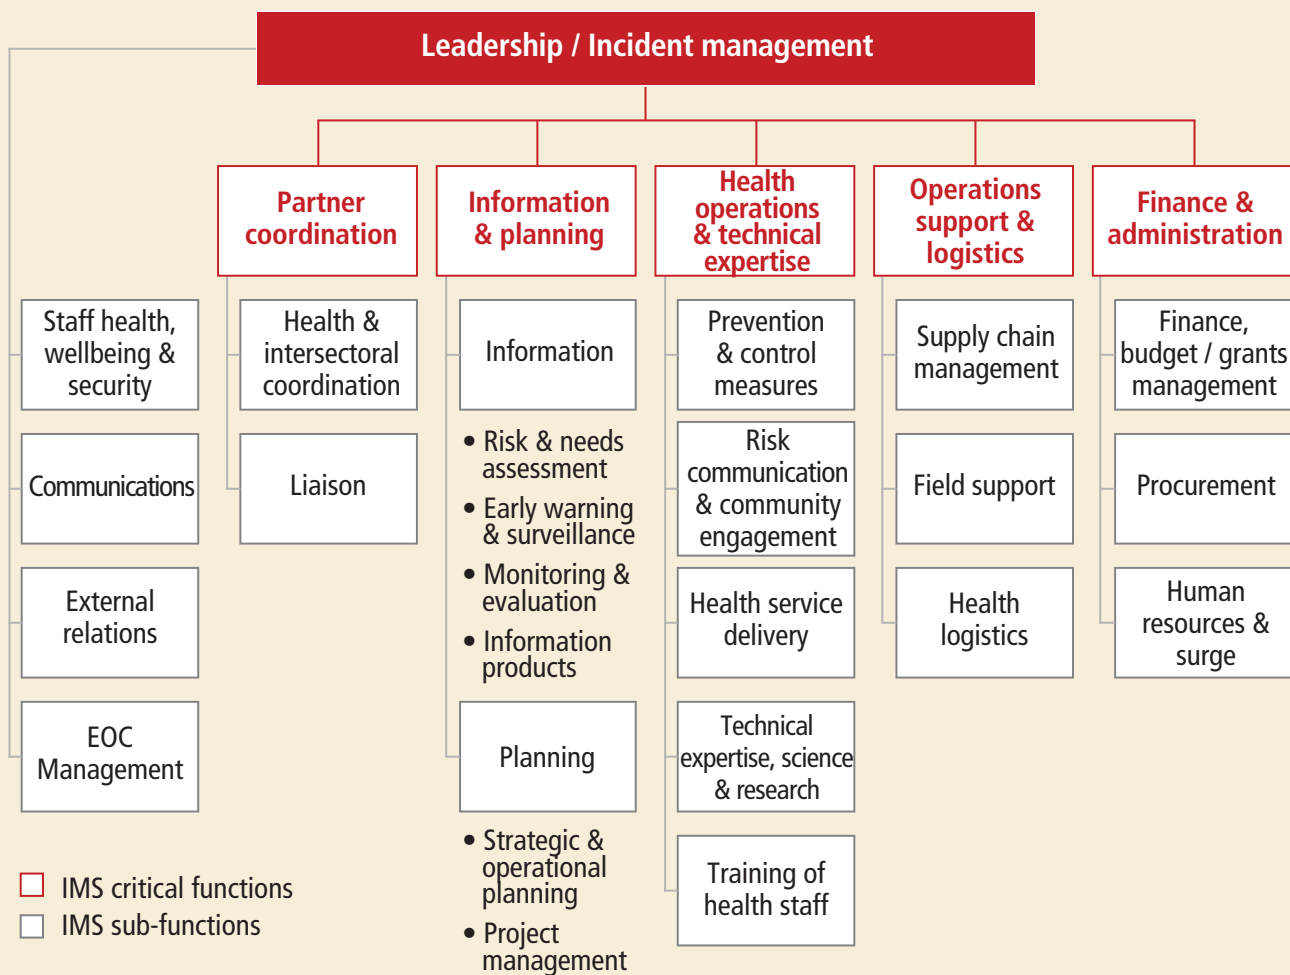 Leadership / Incident management
Partner
coordination
Information
& planning
Health
operations
& technical
expertise
Operations
support &
logistics
Finance &
administration
Staff health,
wellbeing &
security
Communications
External
relations
EOC
Management
Health &
intersectoral
coordination
Liaison
Information
• Risk & needs
assessment
• Early warning
& surveillance
• Monitoring &
evaluation
• Information
products
Planning
• Strategic &
operational
planning
• Project
management
Prevention
& control
measures
Risk
communication
& community
engagement
Health service
delivery
Technical
expertise, science
& research
Training of
health staff
Supply chain
management
Field support
Health
logistics
Finance,
budget / grants
management
Procurement
Human
resources &
surge
IMS critical functions
IMS sub-functions